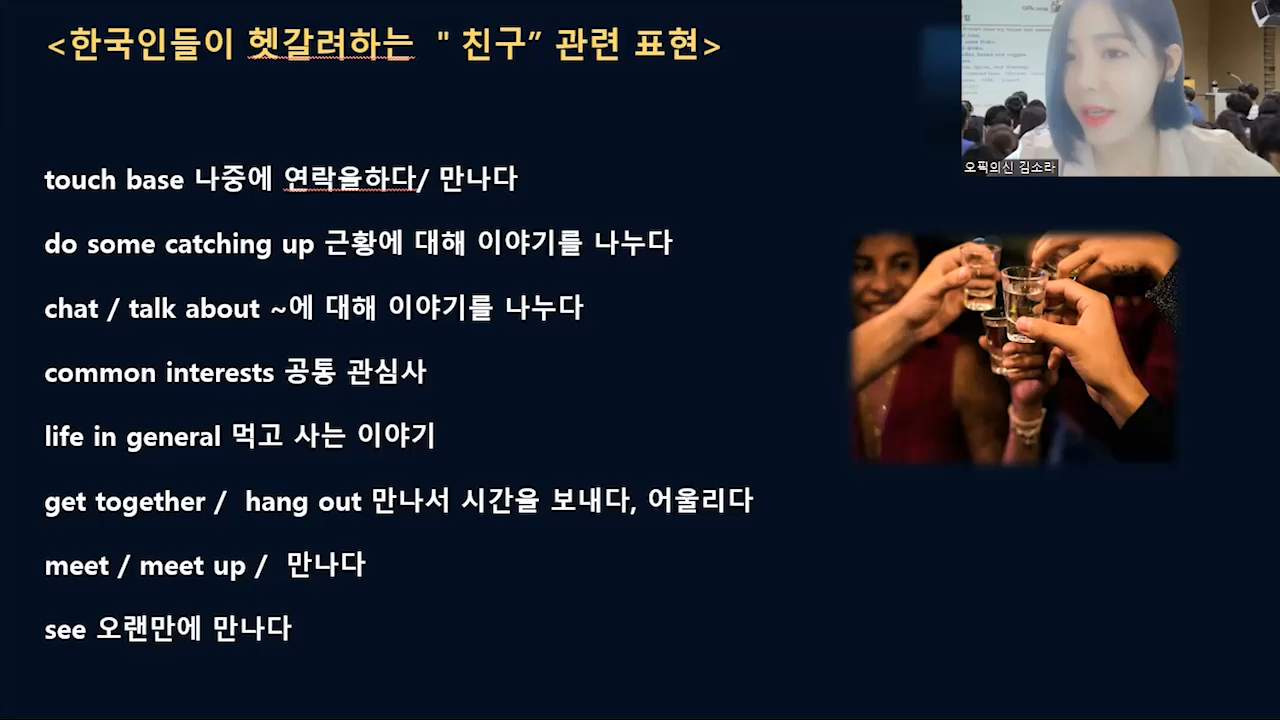 <한국인들이 헷갈려하는 " 친구” 관련 표현>
오픽의신 김소라
touch base 나중에 연락을하다/ 만나다
do some catching up 근황에 대해 이야기를 나누다
chat / talk about ~에 대해 이야기를 나누다
common interests 공통 관심사
life in general 먹고 사는 이야기
get together / hang out 만나서 시간을 보내다, 어울리다
meet / meet up / 만나다
see 오랜만에 만나다